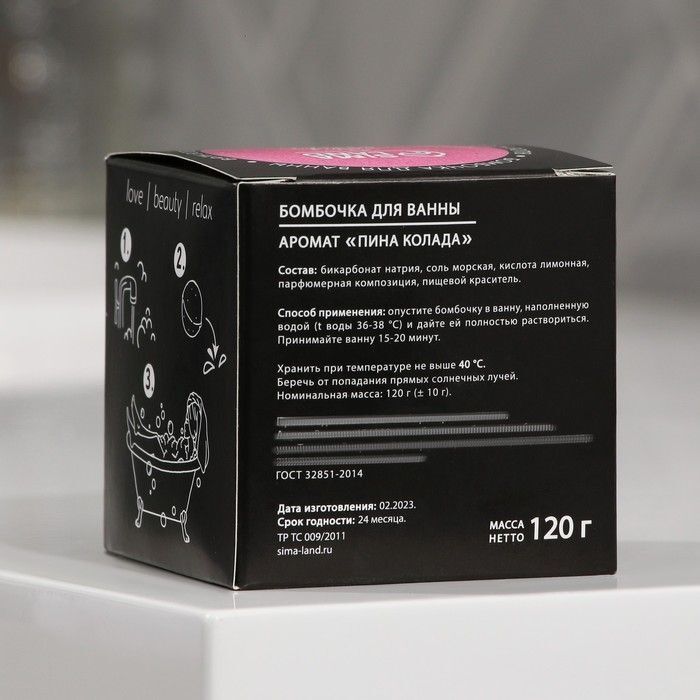 love / beauty / relax
1.
2.
3.
БОМБОЧКА ДЛЯ ВАННЫ
АРОМАТ «ПИНА КОЛАДА»
Состав: бикарбонат натрия, соль морская, кислота лимонная,
парфюмерная композиция, пищевой краситель.
Способ применения: опустите бомбочку в ванну, наполненную
водой (t воды 36-38 °C) и дайте ей полностью раствориться.
Принимайте ванну 15-20 минут.
Хранить при температуре не выше 40 °C.
Беречь от попадания прямых солнечных лучей.
Номинальная масса: 120 г (± 10 г).
ГОСТ 32851-2014
Дата изготовления: 02.2023.
Срок годности: 24 месяца.
ТР ТС 009/2011
sima-land.ru
МАССА
НЕТТО 120 г